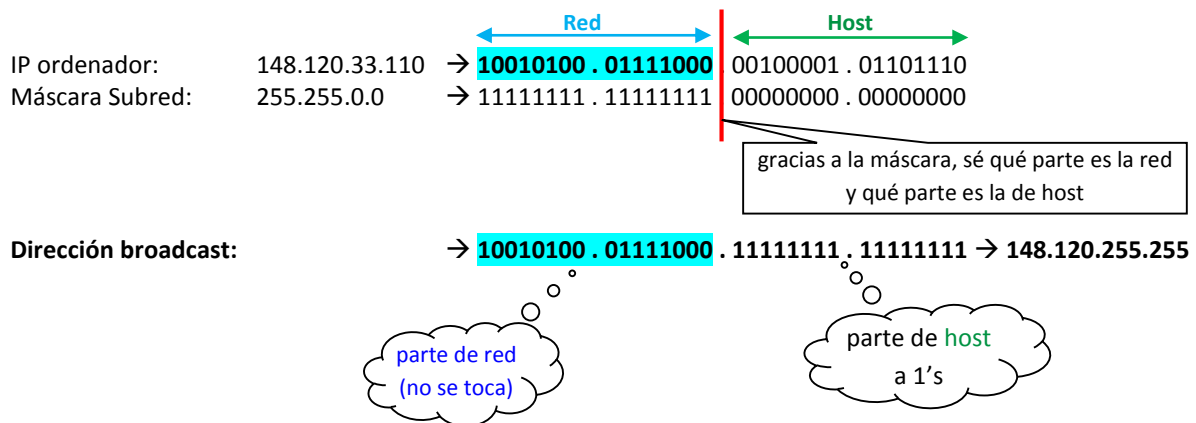 Red Host
IP ordenador: 148.120.33.110 → 10010100 . 01111000 00100001 . 01101110
Máscara Subred: 255.255.0.0 → 11111111 . 11111111 00000000 . 00000000
gracias a la máscara, sé qué parte es la red
y qué parte es la de host
Dirección broadcast: → 10010100 . 01111000 . 11111111 . 11111111 → 148.120.255.255
parte de red
(no se toca)
parte de host
a 1’s